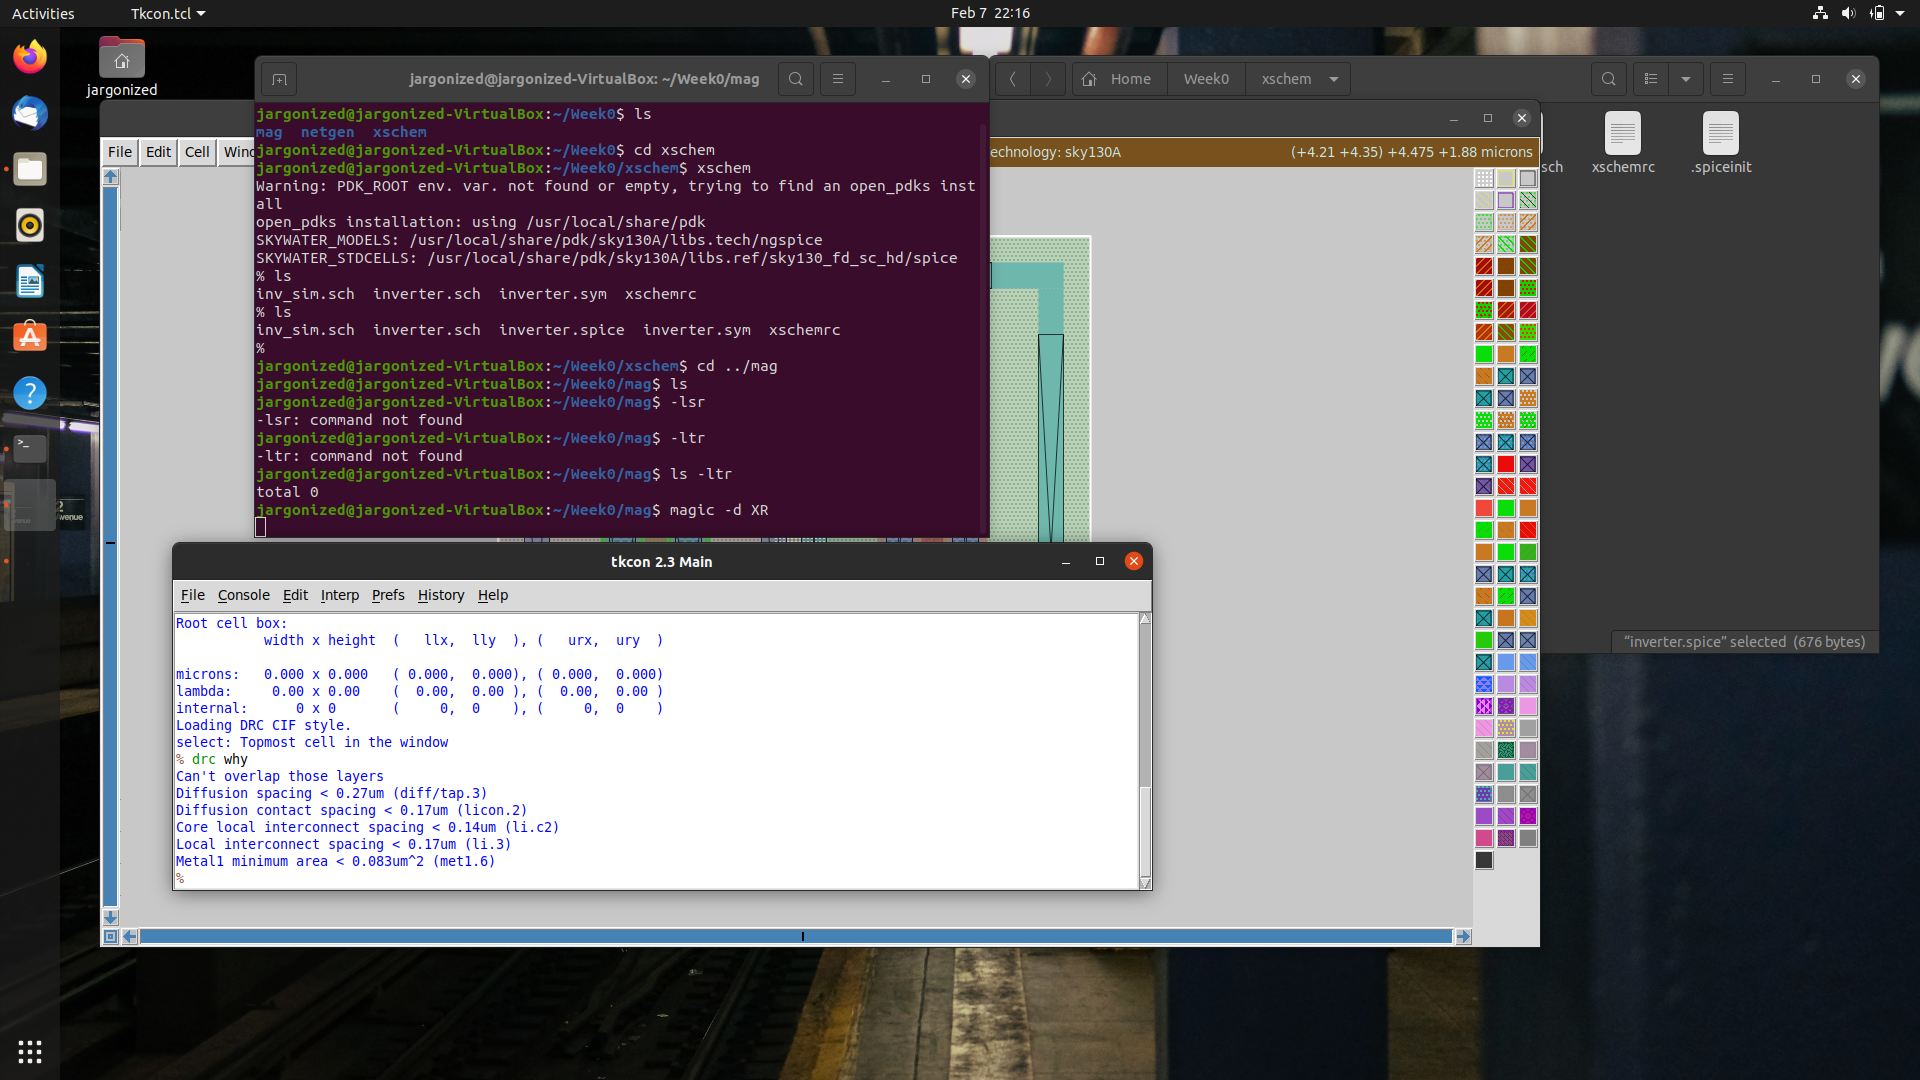 Activities
Tkcon.tcl
Feb 7 22:16
jargonized
jargonized@jargonized-VirtualBox: ~/Week0/mag
Home
Week0
xschem
File
Edit
Cell
echnology: sky130A
(+4.21 +4.35) +4.475 +1.88 microns
xschemrc
.spiceinit
jargonized@jargonized-VirtualBox:~/Week0$ ls
mag  netgen  xschem
jargonized@jargonized-VirtualBox:~/Week0$ cd xschem
jargonized@jargonized-VirtualBox:~/Week0/xschem$ xschem
Warning: PDK_ROOT env. var. not found or empty, trying to find an open_pdks inst
all
open_pdks installation: using /usr/local/share/pdk
SKYWATER_MODELS: /usr/local/share/pdk/sky130A/libs.tech/ngspice
SKYWATER_STDCELLS: /usr/local/share/pdk/sky130A/libs.ref/sky130_fd_sc_hd/spice
% ls
inv_sim.sch  inverter.sch  inverter.sym  xschemrc
% ls
inv_sim.sch  inverter.sch  inverter.spice  inverter.sym  xschemrc
%
jargonized@jargonized-VirtualBox:~/Week0/xschem$ cd ../mag
jargonized@jargonized-VirtualBox:~/Week0/mag$ ls
jargonized@jargonized-VirtualBox:~/Week0/mag$ -lsr
-lsr: command not found
jargonized@jargonized-VirtualBox:~/Week0/mag$ -ltr
-ltr: command not found
jargonized@jargonized-VirtualBox:~/Week0/mag$ ls -ltr
total 0
jargonized@jargonized-VirtualBox:~/Week0/mag$ magic -d XR
tkcon 2.3 Main
File Console Edit Interp Prefs History Help
Root cell box:
width x height  (   llx,  lly  ), (   urx,  ury  )
microns:   0.000 x 0.000   ( 0.000,  0.000), ( 0.000,  0.000)
lambda:    0.00 x 0.00    (  0.00,  0.00 ), (  0.00,  0.00 )
internal:      0 x 0      (     0,  0    ), (     0,  0    )
Loading DRC CIF style.
select: Topmost cell in the window
% drc why
Can't overlap those layers
Diffusion spacing < 0.27um (diff/tap.3)
Diffusion contact spacing < 0.17um (licon.2)
Core local interconnect spacing < 0.14um (li.c2)
Local interconnect spacing < 0.17um (li.3)
Metal1 minimum area < 0.083um^2 (met1.6)
%
"inverter.spice" selected (676 bytes)